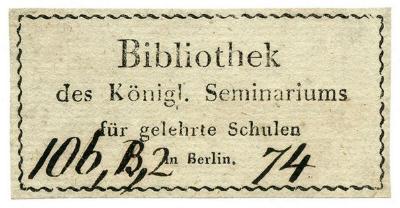 Bibliothek
des Königl. Seminariums
für gelehrte Schulen
106, B, 2 in Berlin. 74